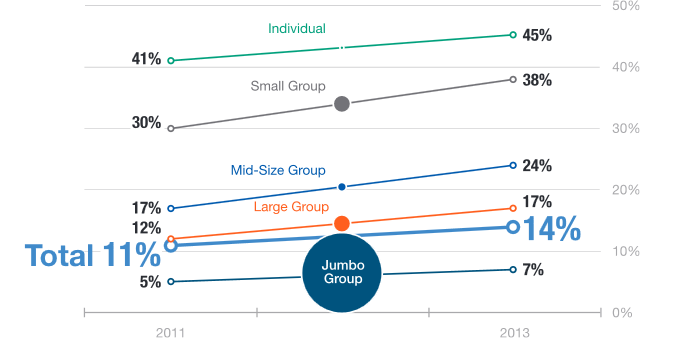 50%
Individual
45%
41%
40%
Small Group
38%
30%
30%
Mid-Size Group
24%
20%
17%
Large Group
17%
12%
Total 11%
14%
10%
Jumbo
Group
5%
7%
0%
2011
2013